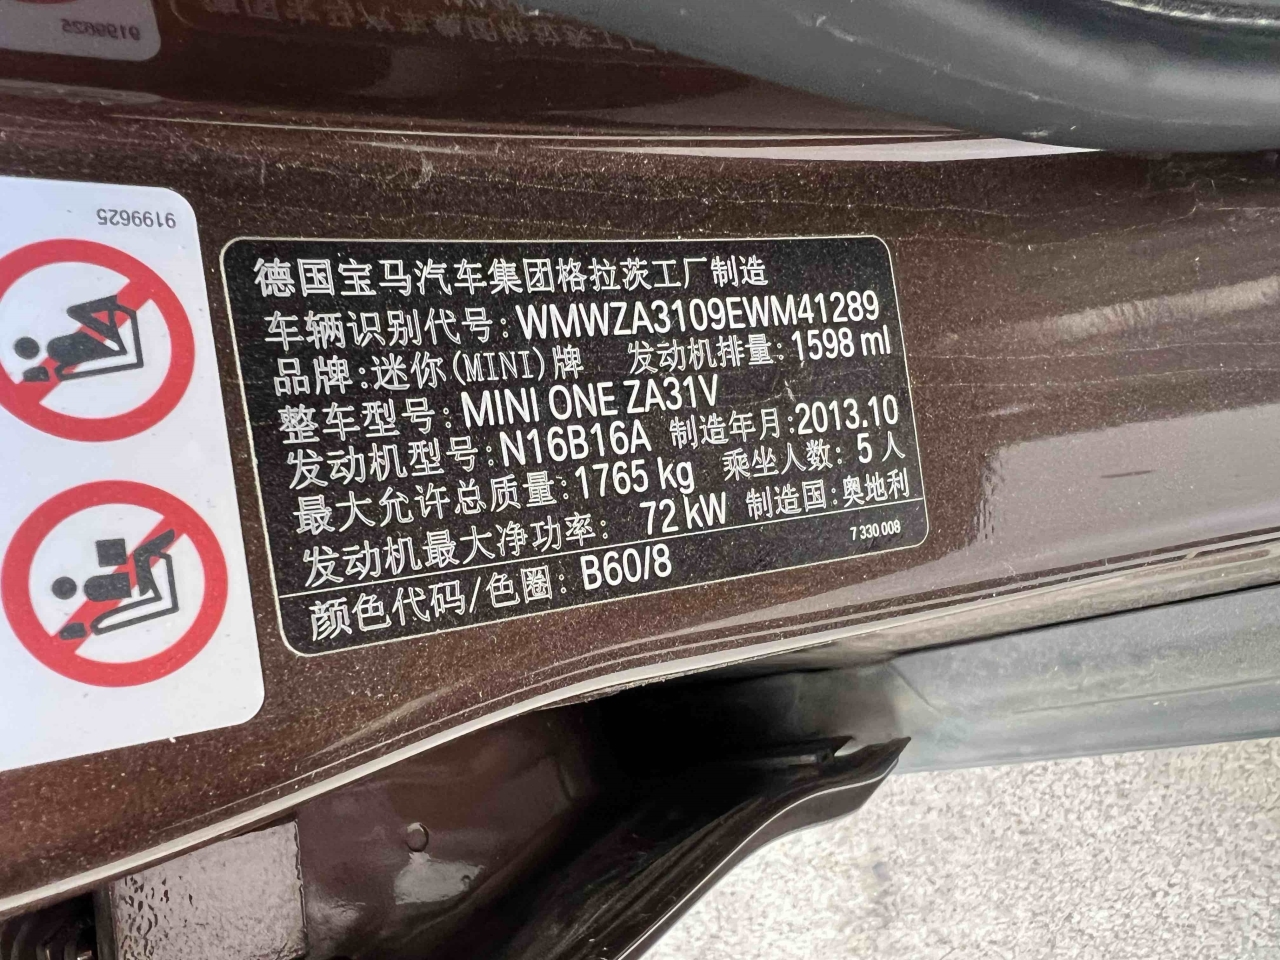 9199625
德国宝马汽车集团格拉茨工厂制造
车辆识别代号: WMWZA3109EWM41289
品牌:迷你(MINI)牌 发动机排量: 1598 ml
整车型号: MINI ONE ZA31V
发动机型号: N16B16A 制造年月:2013.10
最大允许总质量:1765 kg 乘坐人数: 5 人
发动机最大净功率: 72 kW 制造国:奥地利
7 330 008
颜色代码/色圈: B60/8